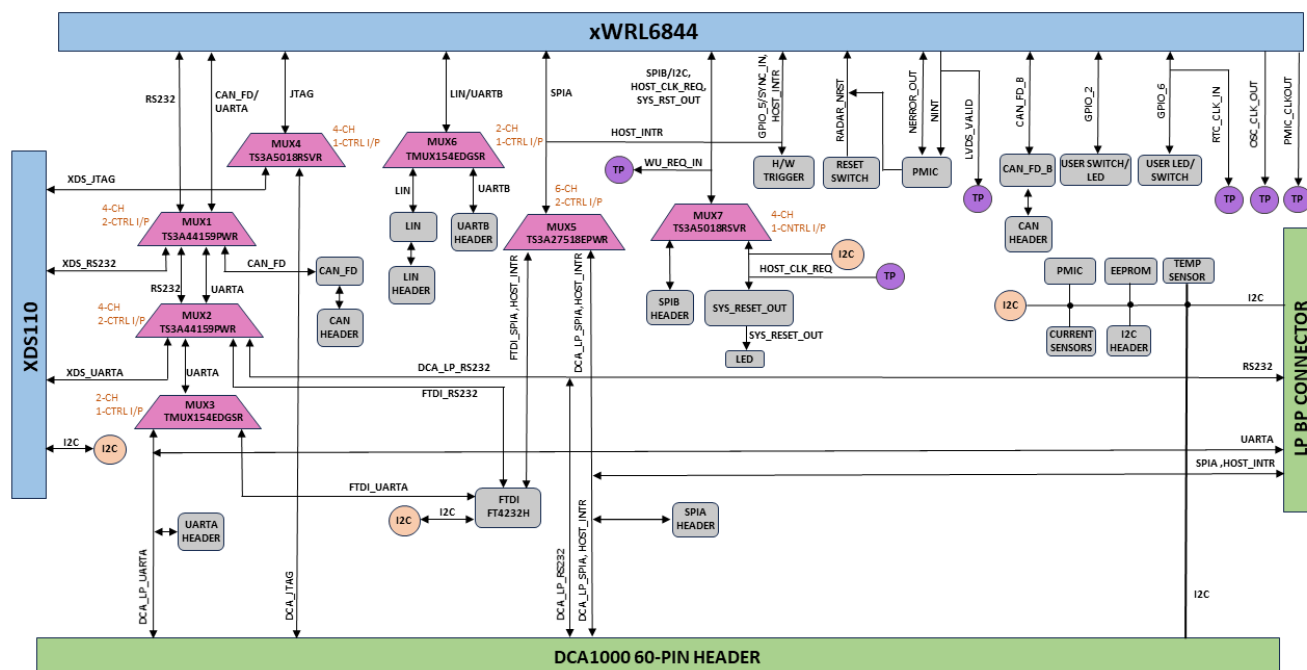 xWRL6844
RS232
CAN_FD/
UARTA
JTAG
LIN/UARTB
SPIA
SPIB/I2C,
HOST_CLK_REQ,
SYS_RST_OUT
GPIO_5/SYNC_IN,
HOST_INTR
RADAR_NRST
NERROR_OUT
NINT
LVDS_VALID
CAN_FD_B
GPIO_2
GPIO_6
RTC_CLK_IN
OSC_CLK_OUT
PMIC_CLKOUT
4-CH
1-CTRL I/P
MUX4
TS3A5018RSVR
MUX6
TMUX154EDGSR
2-CH
1-CTRL I/P
HOST_INTR
WU_REQ_IN
TP
H/W
TRIGGER
RESET
SWITCH
PMIC
CAN_FD_B
USER SWITCH/
LED
USER LED/
SWITCH
TP
TP
TP
TP
XDS_JTAG
LIN
UARTB
6-CH
2-CTRL I/P
4-CH
2-CTRL I/P
MUX1
TS3A44159PWR
LIN
UARTB
HEADER
MUX5
TS3A27518EPWR
MUX7
TS3A5018RSVR
4-CH
1-CNTRL I/P
CAN
HEADER
XDS110
XDS_RS232
RS232
UARTA
CAN_FD
CAN_FD
LIN
HEADER
FTDI_SPIA ,HOST_INTR
DCA_LP_SPIA,HOST_INTR
I2C
HOST_CLK_REQ
TP
PMIC
EEPROM
TEMP
SENSOR
4-CH
2-CTRL I/P
MUX2
TS3A44159PWR
CAN
HEADER
SPIB
HEADER
SYS_RESET_OUT
SYS_RESET_OUT
LED
I2C
I2C
CURRENT
SENSORS
I2C
HEADER
LP BP CONNECTOR
XDS_UARTA
UARTA
DCA_LP_RS232
RS232
FTDI_RS232
2-CH
1-CTRL I/P
MUX3
TMUX154EDGSR
I2C
I2C
UARTA
SPIA ,HOST_INTR
FTDI_UARTA
FTDI
FT4232H
I2C
I2C
UARTA
HEADER
SPIA
HEADER
DCA_LP_UARTA
DCA_JTAG
DCA_LP_RS232
DCA_LP_SPIA, HOST_INTR
I2C
DCA1000 60-PIN HEADER